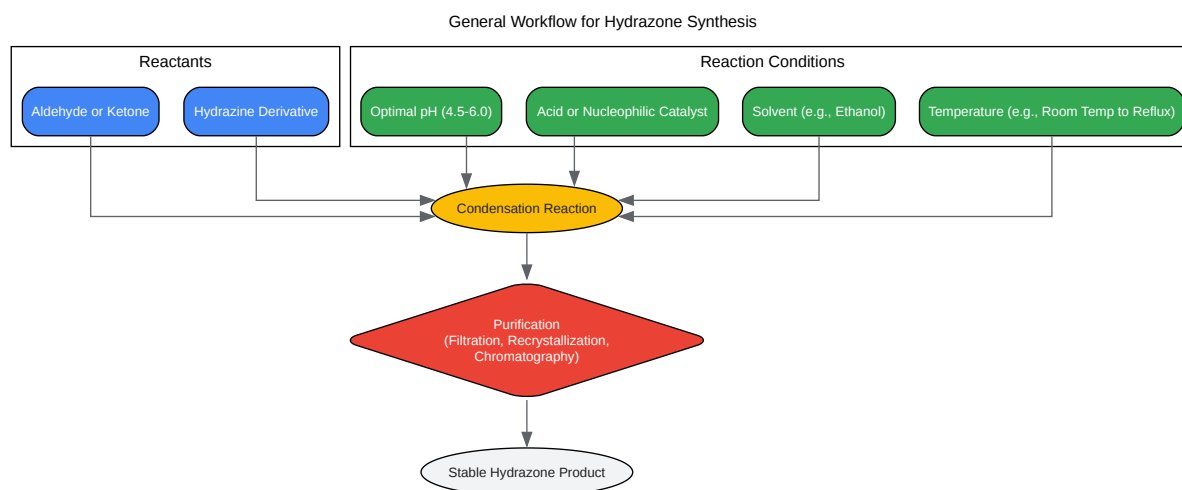 General Workflow for Hydrazone Synthesis
Reactants
Reaction Conditions
Aldehyde or Ketone
Hydrazine Derivative
Optimal pH (4.5-6.0)
Acid or Nucleophilic Catalyst
Solvent (e.g., Ethanol)
Temperature (e.g., Room Temp to Reflux)
Condensation Reaction
Purification
(Filtration, Recrystallization,
Chromatography)
Stable Hydrazone Product